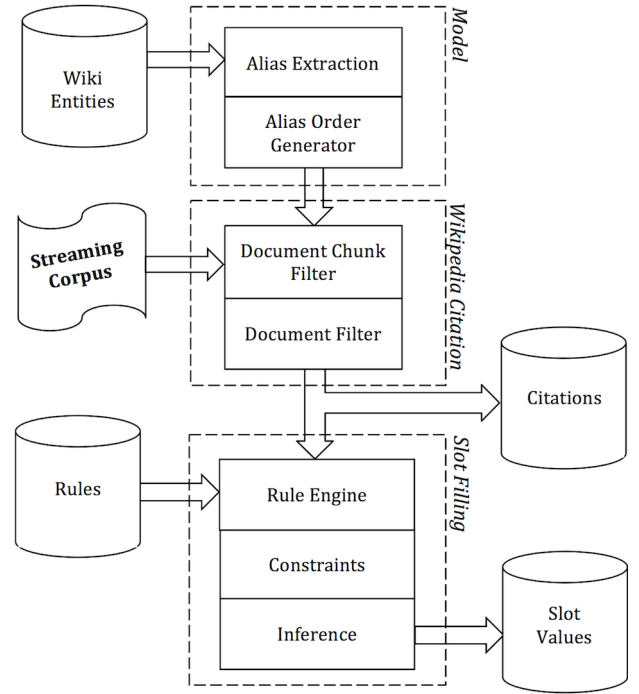 Model
Wiki
Entities
Alias Extraction
Alias Order
Generator
Wikipedia Citation
Streaming
Corpus
Document Chunk
Filter
Document Filter
Citations
Slot Filling
Rules
Rule Engine
Constraints
Inference
Slot
Values